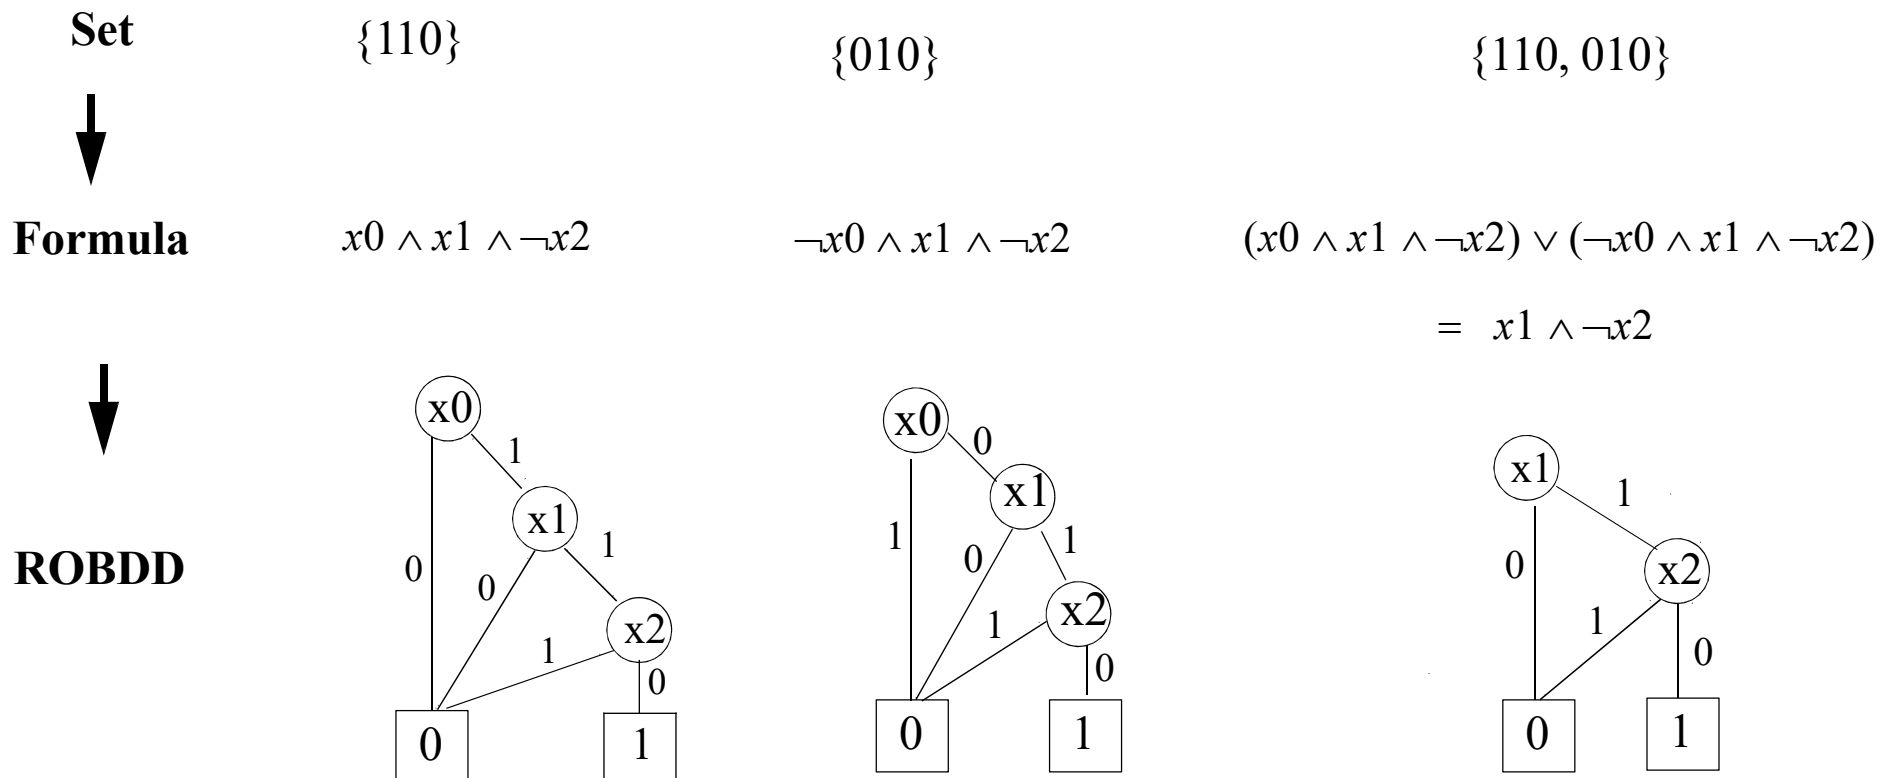 Set {110} {010} {110, 010}
Formula x0 ∧ x1 ∧ ¬x2 ¬x0 ∧ x1 ∧ ¬x2 (x0 ∧ x1 ∧ ¬x2) ∨ (¬x0 ∧ x1 ∧ ¬x2)
= x1 ∧ ¬x2
ROBDD
x0
1
x1
0
0
1
x2
1
0
0
1
x0
0
x1
1
0
1
x2
1
0
0
1
x1
1
0
x2
1
0
0
1